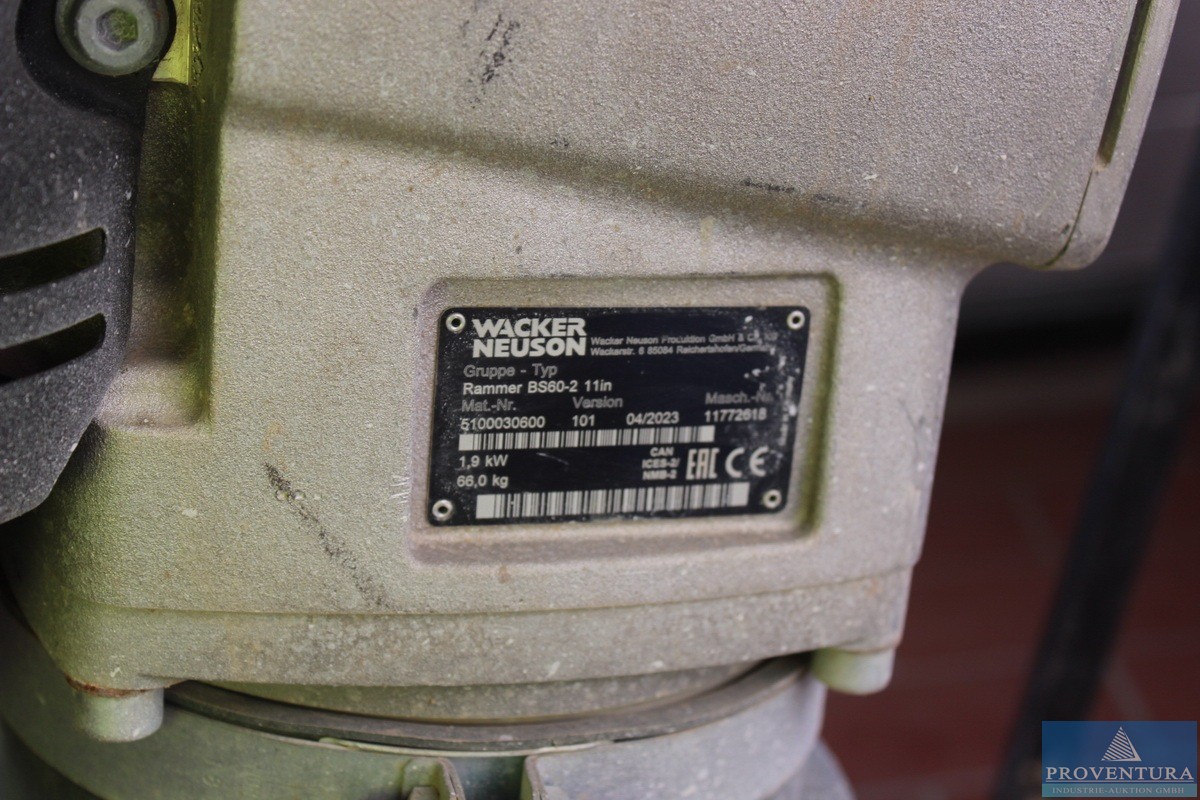 WACKER
NEUSON
Wacker Neuson Produktion GmbH & Co. KG
Wackerstr. 6 85084 Reichertshofen/Germany
Gruppe - Typ
Rammer BS60-2 11in
Mat.-Nr. Version Masch.-Nr.
5100030600 101 04/2023 11772618
1,9 kW
66,0 kg
CAN
ICES-2/
NMB-2
EAC CE
PROVENTURA
INDUSTRIE-AUKTION GMBH